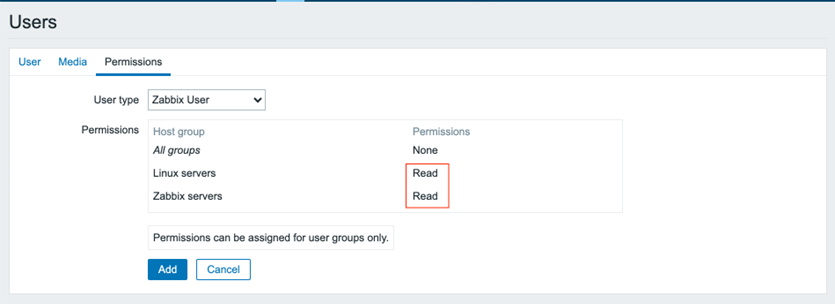 Users
User Media Permissions
User type Zabbix User
Permissions Host group Permissions
All groups None
Linux servers Read
Zabbix servers Read
Permissions can be assigned for user groups only.
Add Cancel